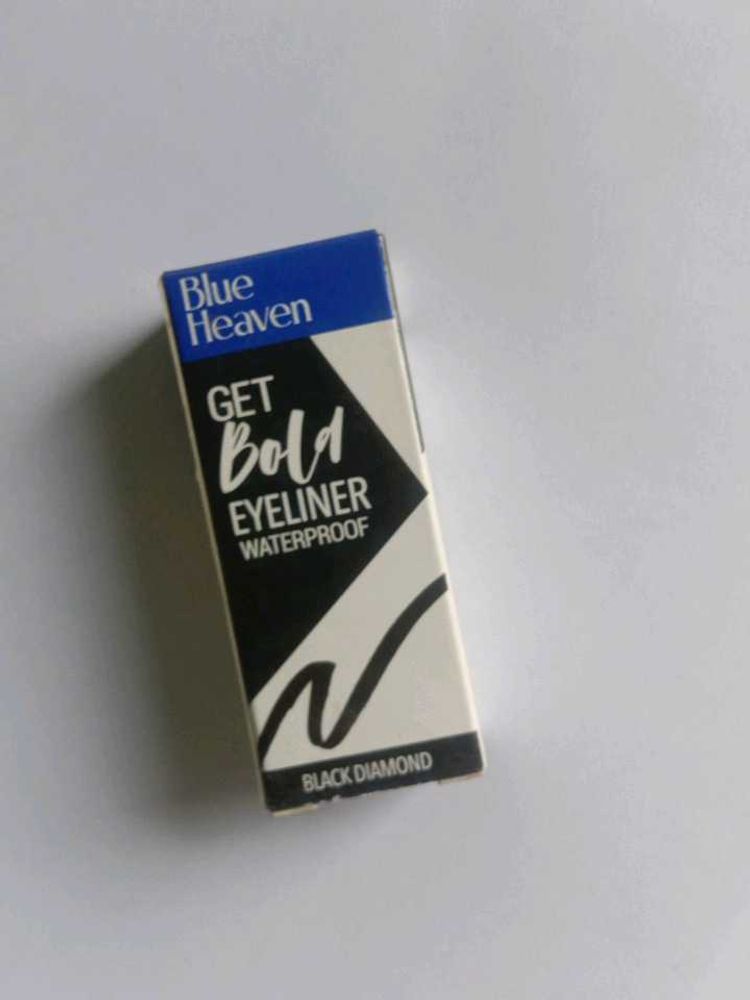 Blue
Heaven
GET
Bold
EYELINER
WATERPROOF
BLACK DIAMOND